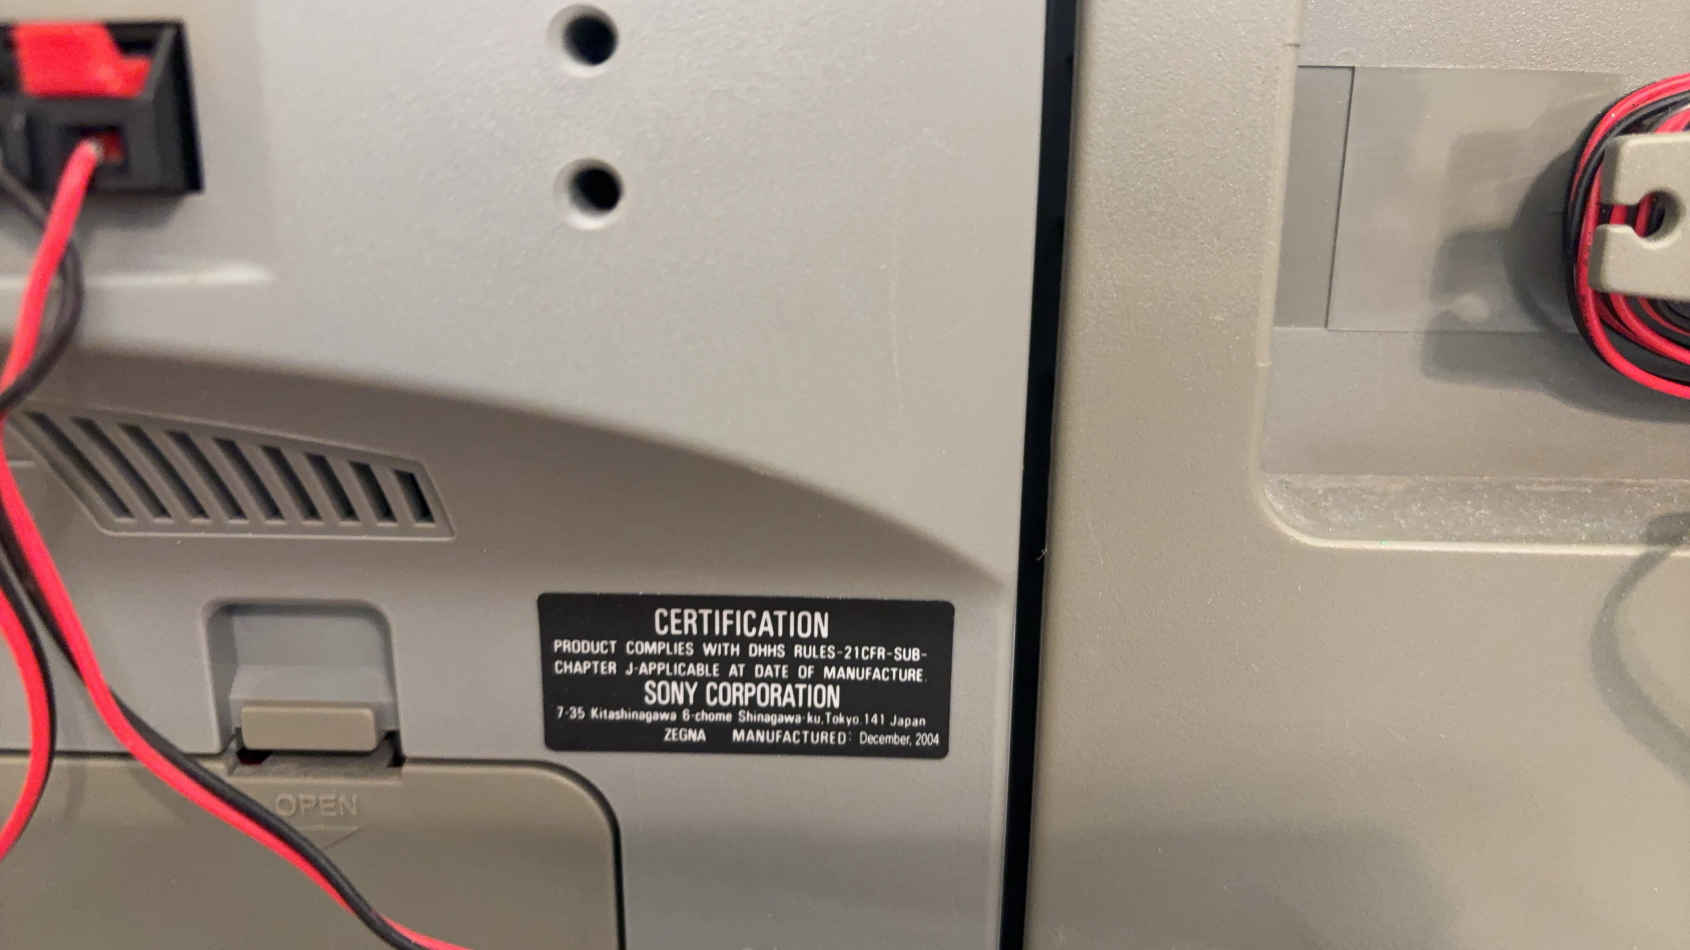 CERTIFICATION
PRODUCT COMPLIES WITH DHHS RULES-21CFR-SUB-
CHAPTER J-APPLICABLE AT DATE OF MANUFACTURE.
SONY CORPORATION
7-35 Kitashinagawa 6-chome Shinagawa-ku,Tokyo 141 Japan
ZEGNA MANUFACTURED: December, 2004
OPEN